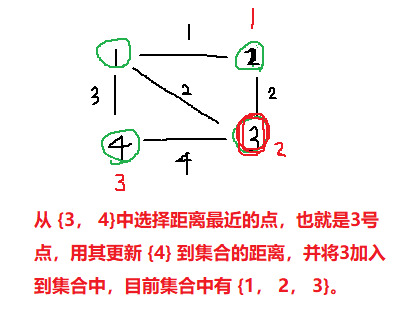 1
1
1 2
3 2 2
4 3 2
3 4
从 {3， 4}中选择距离最近的点，也就是3号
点，用其更新 {4} 到集合的距离，并将3加入
到集合中，目前集合中有 {1， 2， 3}。